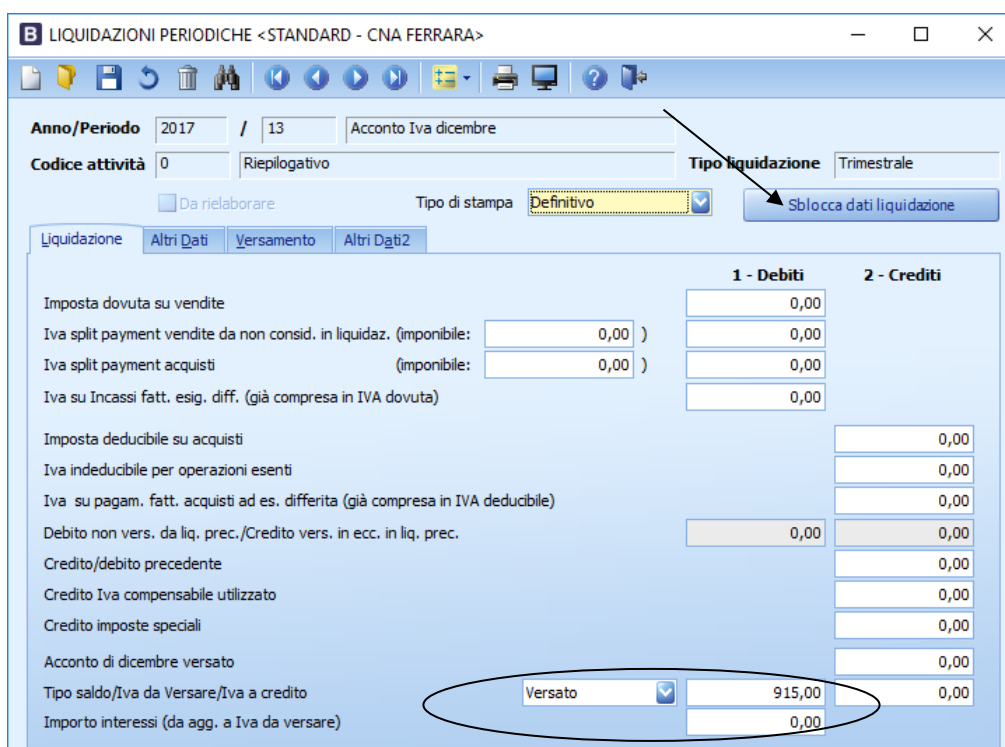 B LIQUIDAZIONI PERIODICHE <STANDARD - CNA FERRARA>
Anno/Periodo 2017 / 13 Acconto Iva dicembre
Codice attività 0 Riepilogativo Tipo liquidazione Trimestrale
Da rielaborare Tipo di stampa Definitivo Sblocca dati liquidazione
Liquidazione Altri Dati Versamento Altri Dati2
1 - Debiti 2 - Crediti
Imposta dovuta su vendite 0,00
Iva split payment vendite da non consid. in liquidaz. (imponibile: 0,00 ) 0,00
Iva split payment acquisti (imponibile: 0,00 ) 0,00
Iva su Incassi fatt. esig. diff. (già compresa in IVA dovuta) 0,00
Imposta deducibile su acquisti 0,00
Iva indeducibile per operazioni esenti 0,00
Iva su pagam. fatt. acquisti ad es. differita (già compresa in IVA deducibile) 0,00
Debito non vers. da liq. prec./Credito vers. in ecc. in liq. prec. 0,00 0,00
Credito/debito precedente 0,00
Credito Iva compensabile utilizzato 0,00
Credito imposte speciali 0,00
Acconto di dicembre versato 0,00
Tipo saldo/Iva da Versare/Iva a credito Versato 915,00 0,00
Importo interessi (da agg. a Iva da versare) 0,00